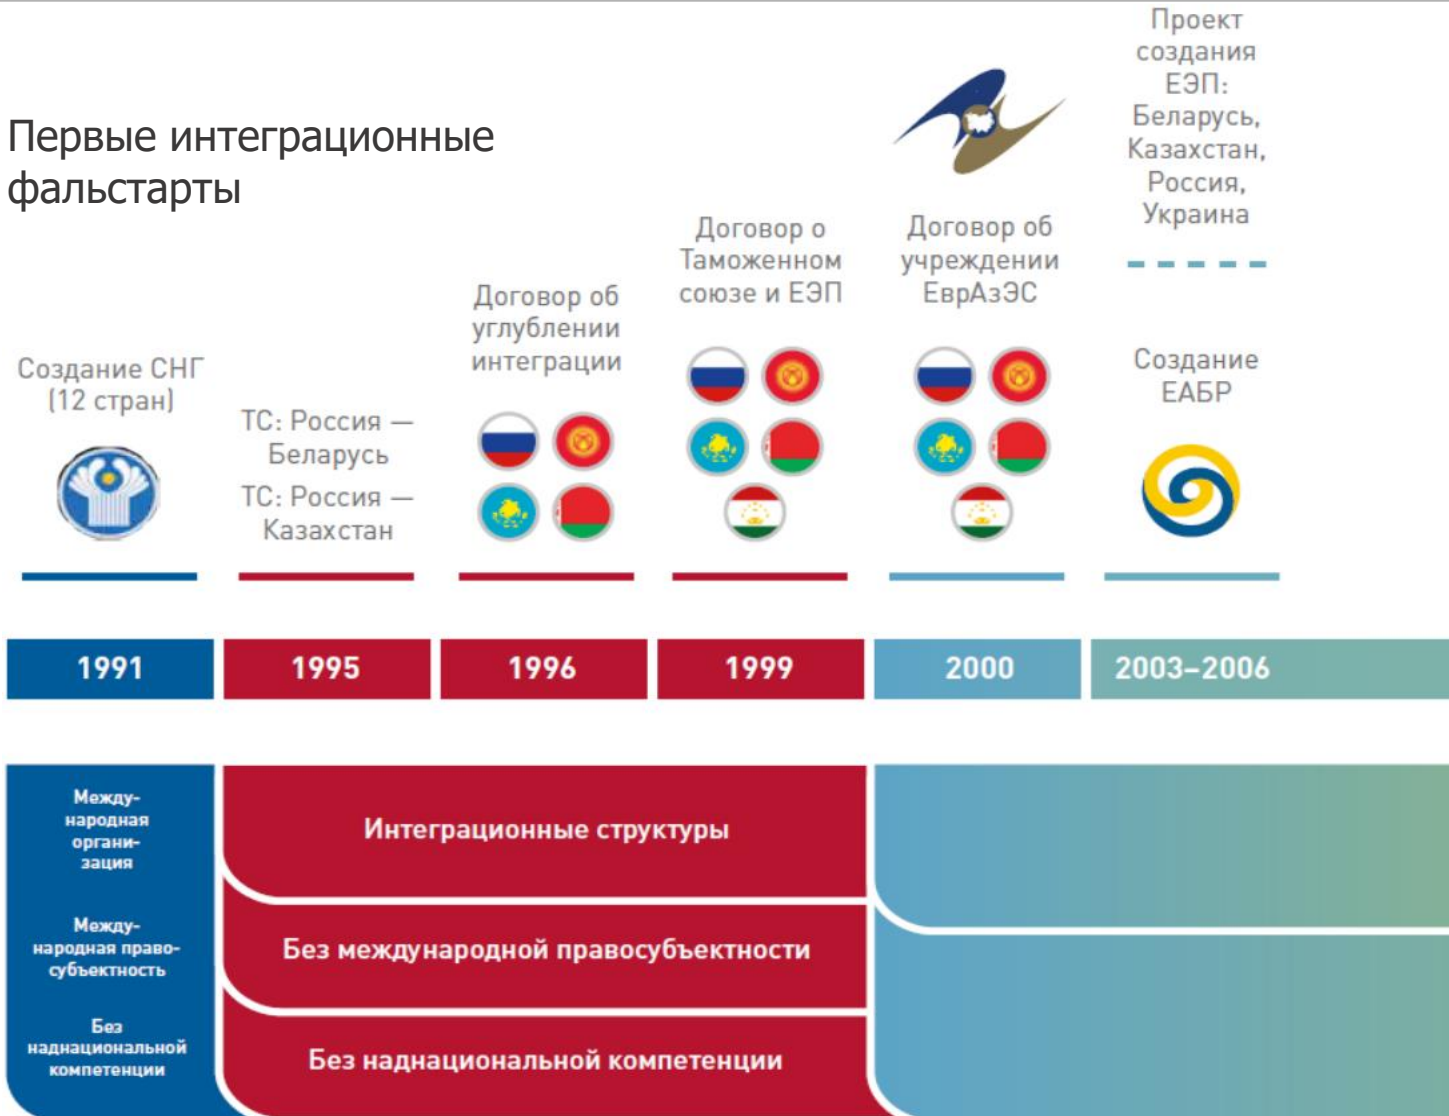 Первые интеграционные
фальстарты
Создание СНГ
(12 стран)
ТС: Россия —
Беларусь
ТС: Россия —
Казахстан
Договор об
углублении
интеграции
Договор о
Таможенном
союзе и ЕЭП
Договор об
учреждении
ЕврАзЭС
Проект
создания
ЕЭП:
Беларусь,
Казахстан,
Россия,
Украина
Создание
ЕАБР
1991
1995
1996
1999
2000
2003–2006
Между-
народная
органи-
зация
Между-
народная право-
субъектность
Без
наднациональной
компетенции
Интеграционные структуры
Без международной правосубъектности
Без наднациональной компетенции